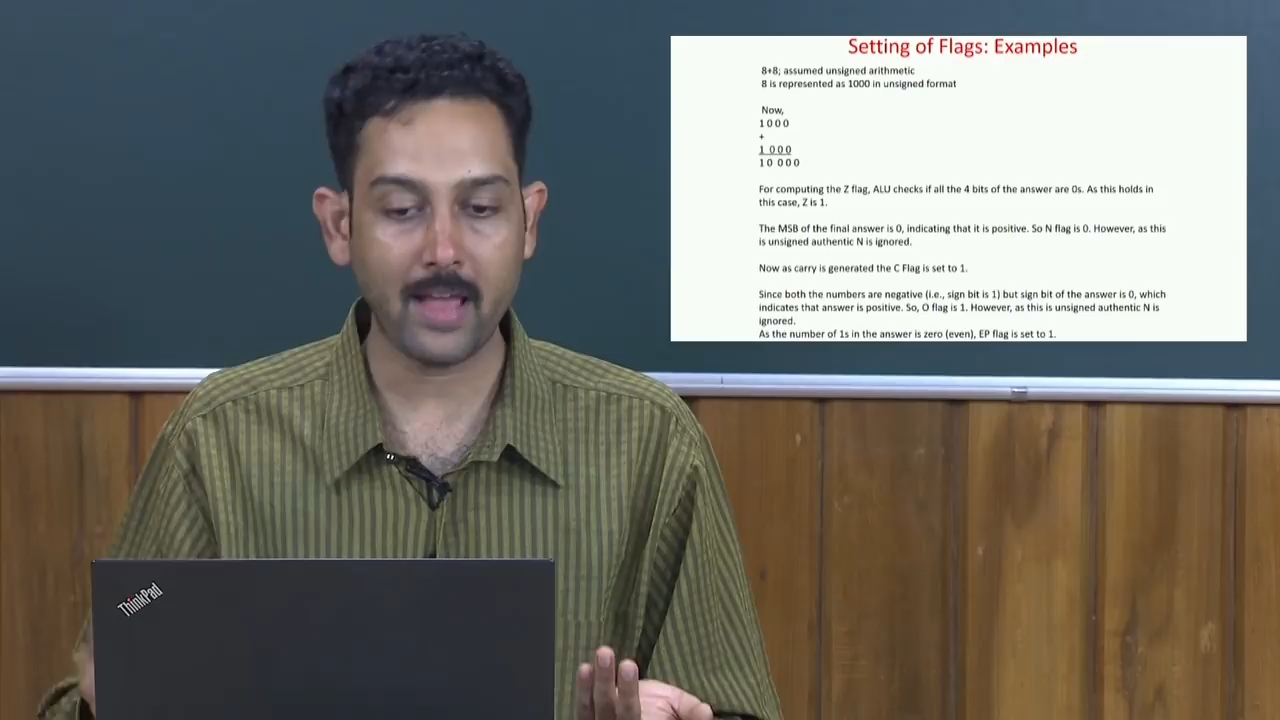 Setting of Flags: Examples
8+8; assumed unsigned arithmetic
8 is represented as 1000 in unsigned format
Now,
1 0 0 0
+
1 0 0 0
1 0 0 0 0
For computing the Z flag, ALU checks if all the 4 bits of the answer are 0s. As this holds in
this case, Z is 1.
The MSB of the final answer is 0, indicating that it is positive. So N flag is 0. However, as this
is unsigned authentic N is ignored.
Now as carry is generated the C Flag is set to 1.
Since both the numbers are negative (i.e., sign bit is 1) but sign bit of the answer is 0, which
indicates that answer is positive. So, O flag is 1. However, as this is unsigned authentic N is
ignored.
As the number of 1s in the answer is zero (even), EP flag is set to 1.
ThinkPad